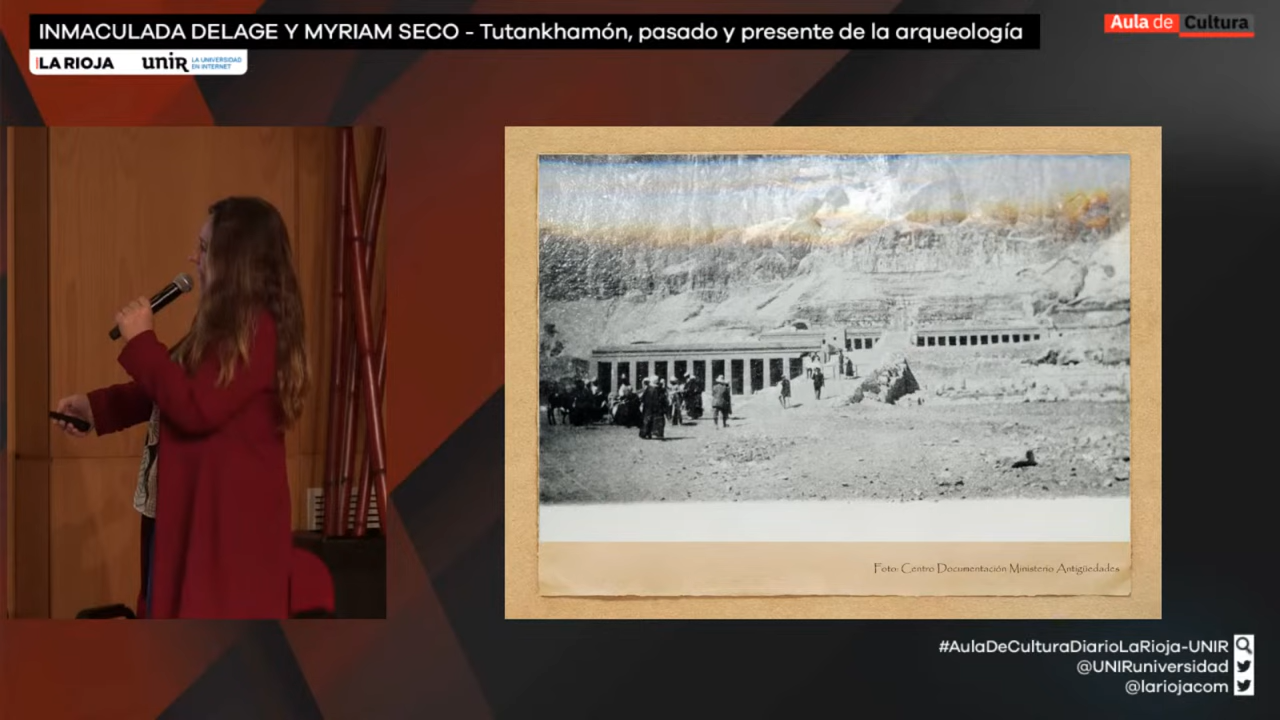 INMACULADA DELAGE Y MYRIAM SECO - Tutankhamón, pasado y presente de la arqueología
Aula de Cultura
LA RIOJA unir LA UNIVERSIDAD
EN INTERNET
Foto: Centro Documentación Ministerio Antigüedades
#AulaDeCulturaDiarioLaRioja-UNIR
@UNIRuniversidad
@lariojacom